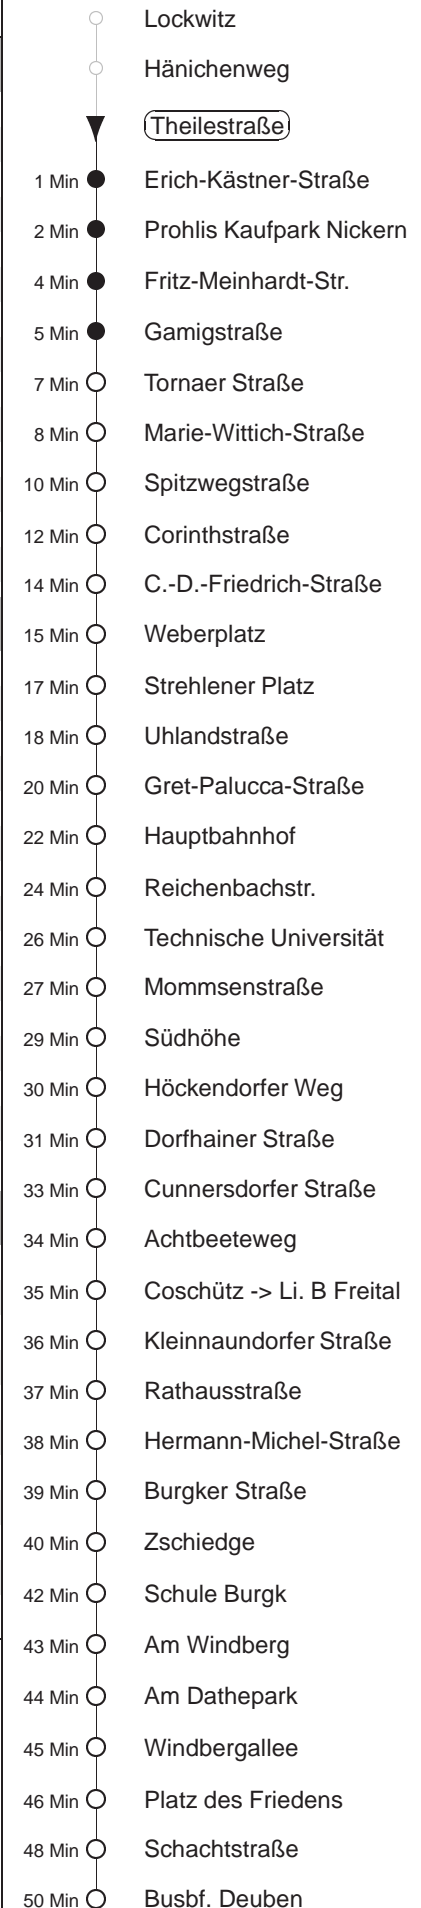 Lockwitz
Hänichenweg
Theilestraße
1 Min Erich-Kästner-Straße
2 Min Prohlis Kaufpark Nickern
4 Min Fritz-Meinhardt-Str.
5 Min Gamigstraße
7 Min Tornaer Straße
8 Min Marie-Wittich-Straße
10 Min Spitzwegstraße
12 Min Corinthstraße
14 Min C.-D.-Friedrich-Straße
15 Min Weberplatz
17 Min Strehlener Platz
18 Min Uhlandstraße
20 Min Gret-Palucca-Straße
22 Min Hauptbahnhof
24 Min Reichenbachstr.
26 Min Technische Universität
27 Min Mommsenstraße
29 Min Südhöhe
30 Min Höckendorfer Weg
31 Min Dorfhainer Straße
33 Min Cunnersdorfer Straße
34 Min Achtbeeteweg
35 Min Coschütz -> Li. B Freital
36 Min Kleinnaundorfer Straße
37 Min Rathausstraße
38 Min Hermann-Michel-Straße
39 Min Burgker Straße
40 Min Zschiedge
42 Min Schule Burgk
43 Min Am Windberg
44 Min Am Dathepark
45 Min Windbergallee
46 Min Platz des Friedens
48 Min Schachtstraße
50 Min Busbf. Deuben